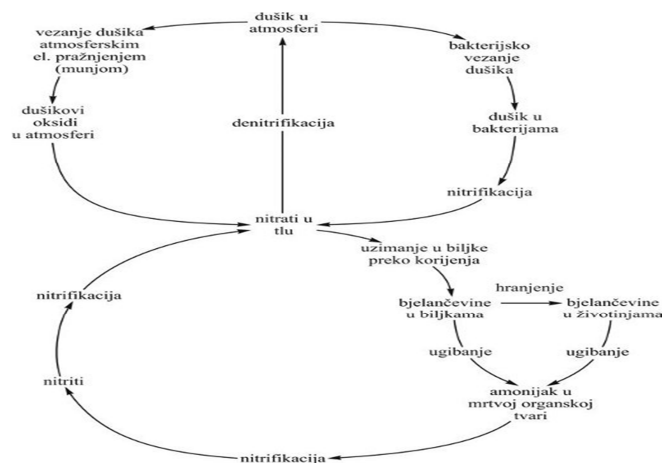 dušik u
atmosferi
vezanje dušika
atmosferskim
el. pražnjenjem
(munjom)
bakterijsko
vezanje
dušika
dušikovi
oksidi
u atmosferi
denitrifikacija
dušik u
bakterijama
nitrifikacija
nitrati u
tlu
uzimanje u biljke
preko korijenja
nitrifikacija
hranjenje
bjelančevine
u biljkama
bjelančevine
u životinjama
ugibanje
ugibanje
nitriti
amonijak u
mrtvoj organskoj
tvari
nitrifikacija